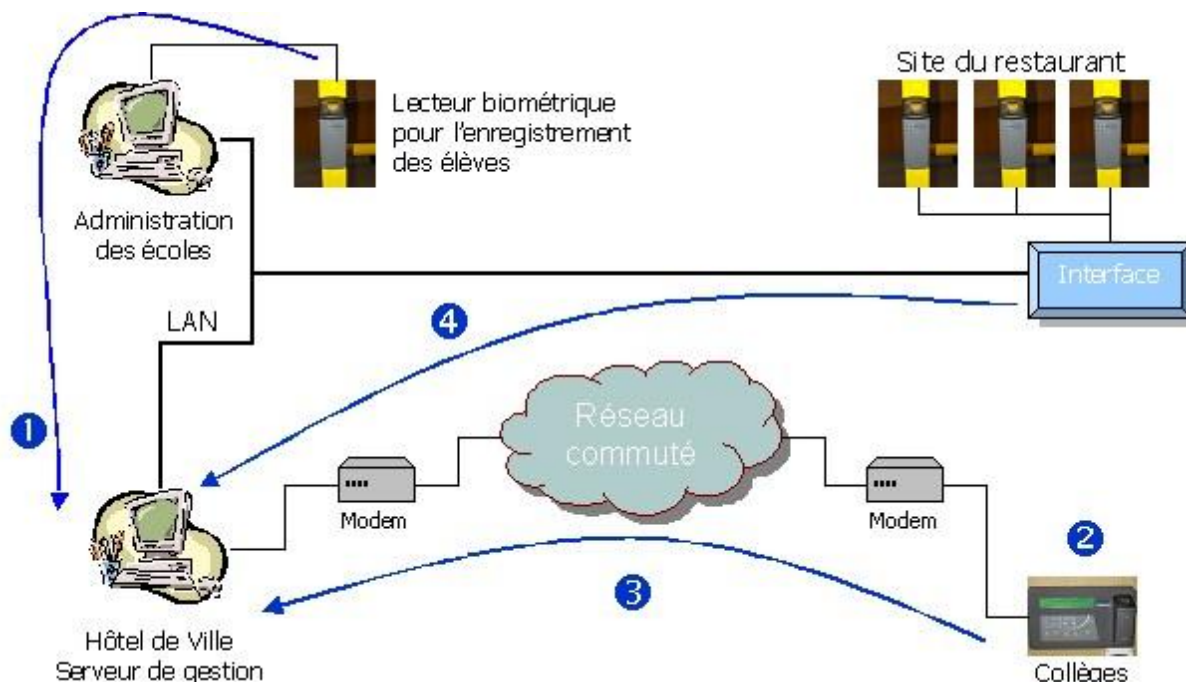 Site du restaurant
Lecteur biométrique
pour l'enregistrement
des élèves
Administration
des écoles
Interface
LAN
4
Réseau
commuté
1
Modem
Modem
2
3
Hôtel de Ville
Serveur de gestion
Collèges